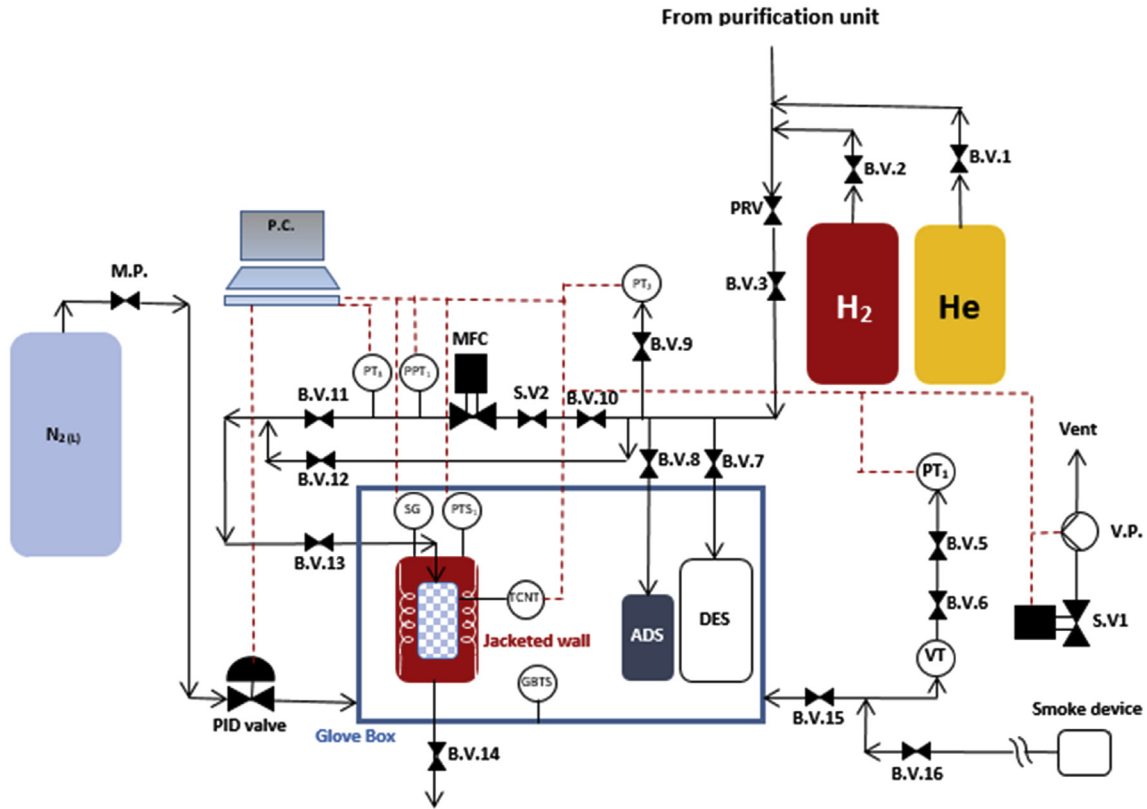 From purification unit
B.V.1
B.V.2
P.C.
PRV
M.P.
PT₃
B.V.3
H₂
He
MFC
B.V.9
PT₈
PPT₁
B.V.11
S.V2
B.V.10
N₂ (L)
Vent
B.V.12
B.V.8
B.V.7
PT₁
SG
PTS₁
V.P.
B.V.5
B.V.13
TCNT
B.V.6
Jacketed wall
ADS
DES
S.V1
VT
GBTS
PID valve
Glove Box
B.V.15
Smoke device
B.V.14
B.V.16